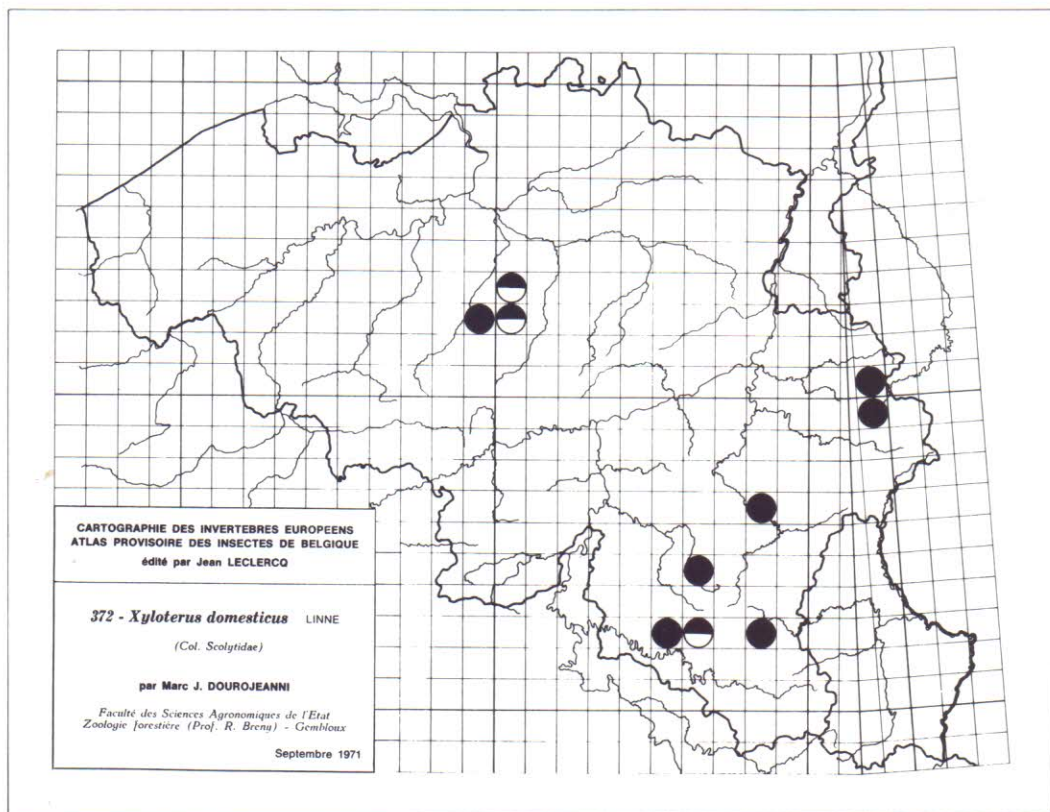 CARTOGRAPHIE DES INVERTEBRES EUROPEENS
ATLAS PROVISOIRE DES INSECTES DE BELGIQUE
édité par Jean LECLERCQ
372 - Xyloterus domesticus LINNE
(Col. Scolytidae)
par Marc J. DOUROJEANNI
Faculté des Sciences Agronomiques de l'Etat
Zoologie forestière (Prof. R. Breny) - Gembloux
Septembre 1971